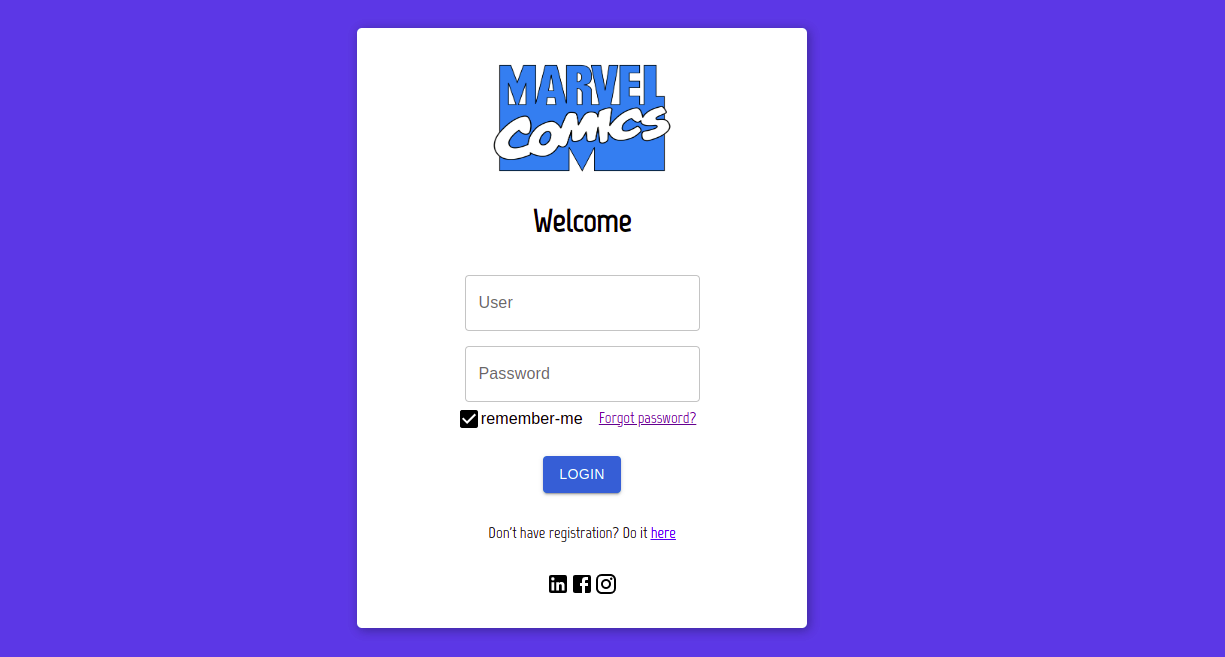 MARVEL
COMICS
Welcome
User
Password
remember-me Forgot password?
LOGIN
Don't have registration? Do it here